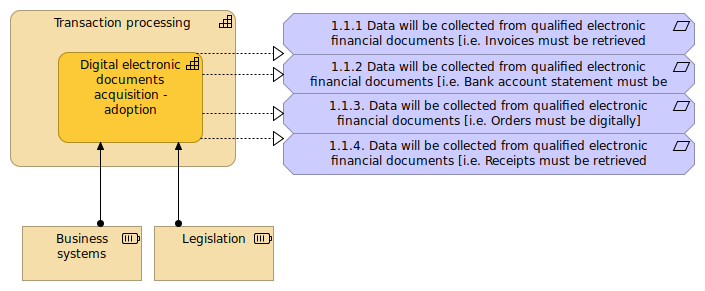 Transaction processing
Digital electronic
documents
acquisition -
adoption
1.1.1 Data will be collected from qualified electronic
financial documents [i.e. Invoices must be retrieved
1.1.2 Data will be collected from qualified electronic
financial documents [i.e. Bank account statement must be
1.1.3. Data will be collected from qualified electronic
financial documents [i.e. Orders must be digitally]
1.1.4. Data will be collected from qualified electronic
financial documents [i.e. Receipts must be retrieved
Business
systems
Legislation